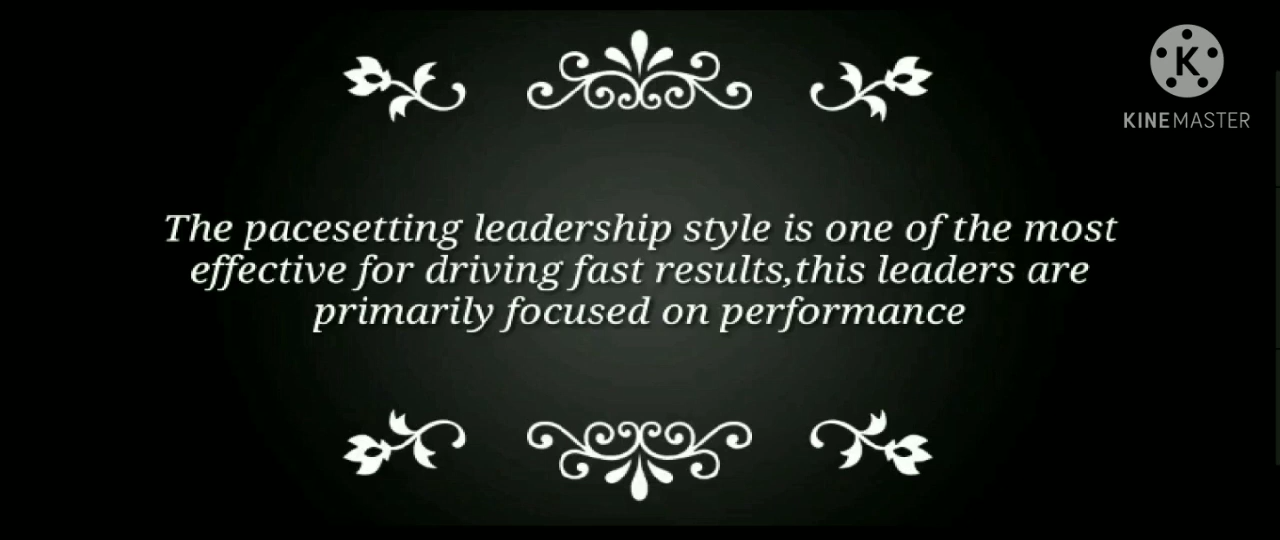 K
KINEMASTER
The pacesetting leadership style is one of the most
effective for driving fast results,this leaders are
primarily focused on performance